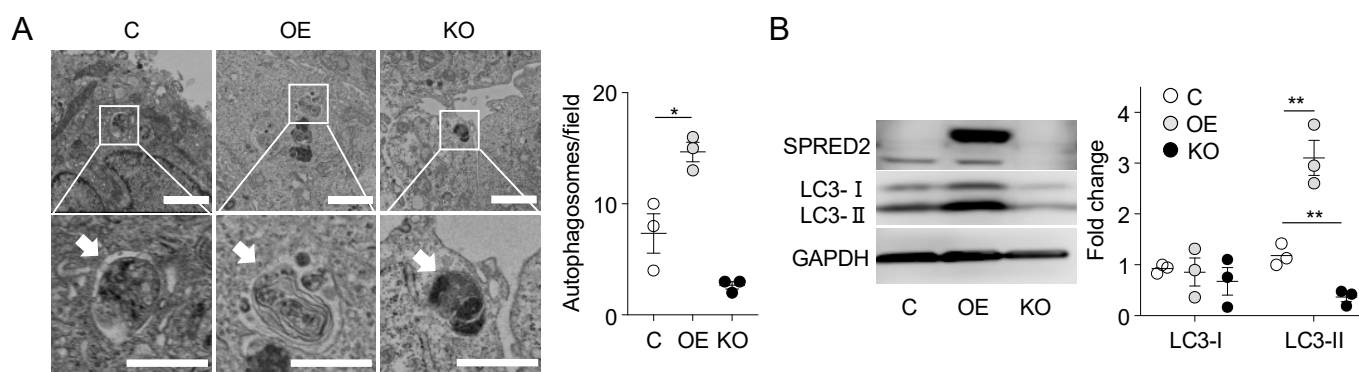 A
C OE KO
Autophagosomes/field
20
10
0
*
C OE KO
B
SPRED2
LC3-Ⅰ
LC3-Ⅱ
GAPDH
C OE KO
Fold change
4
3
2
1
0
C
OE
KO
**
**
LC3-I LC3-II